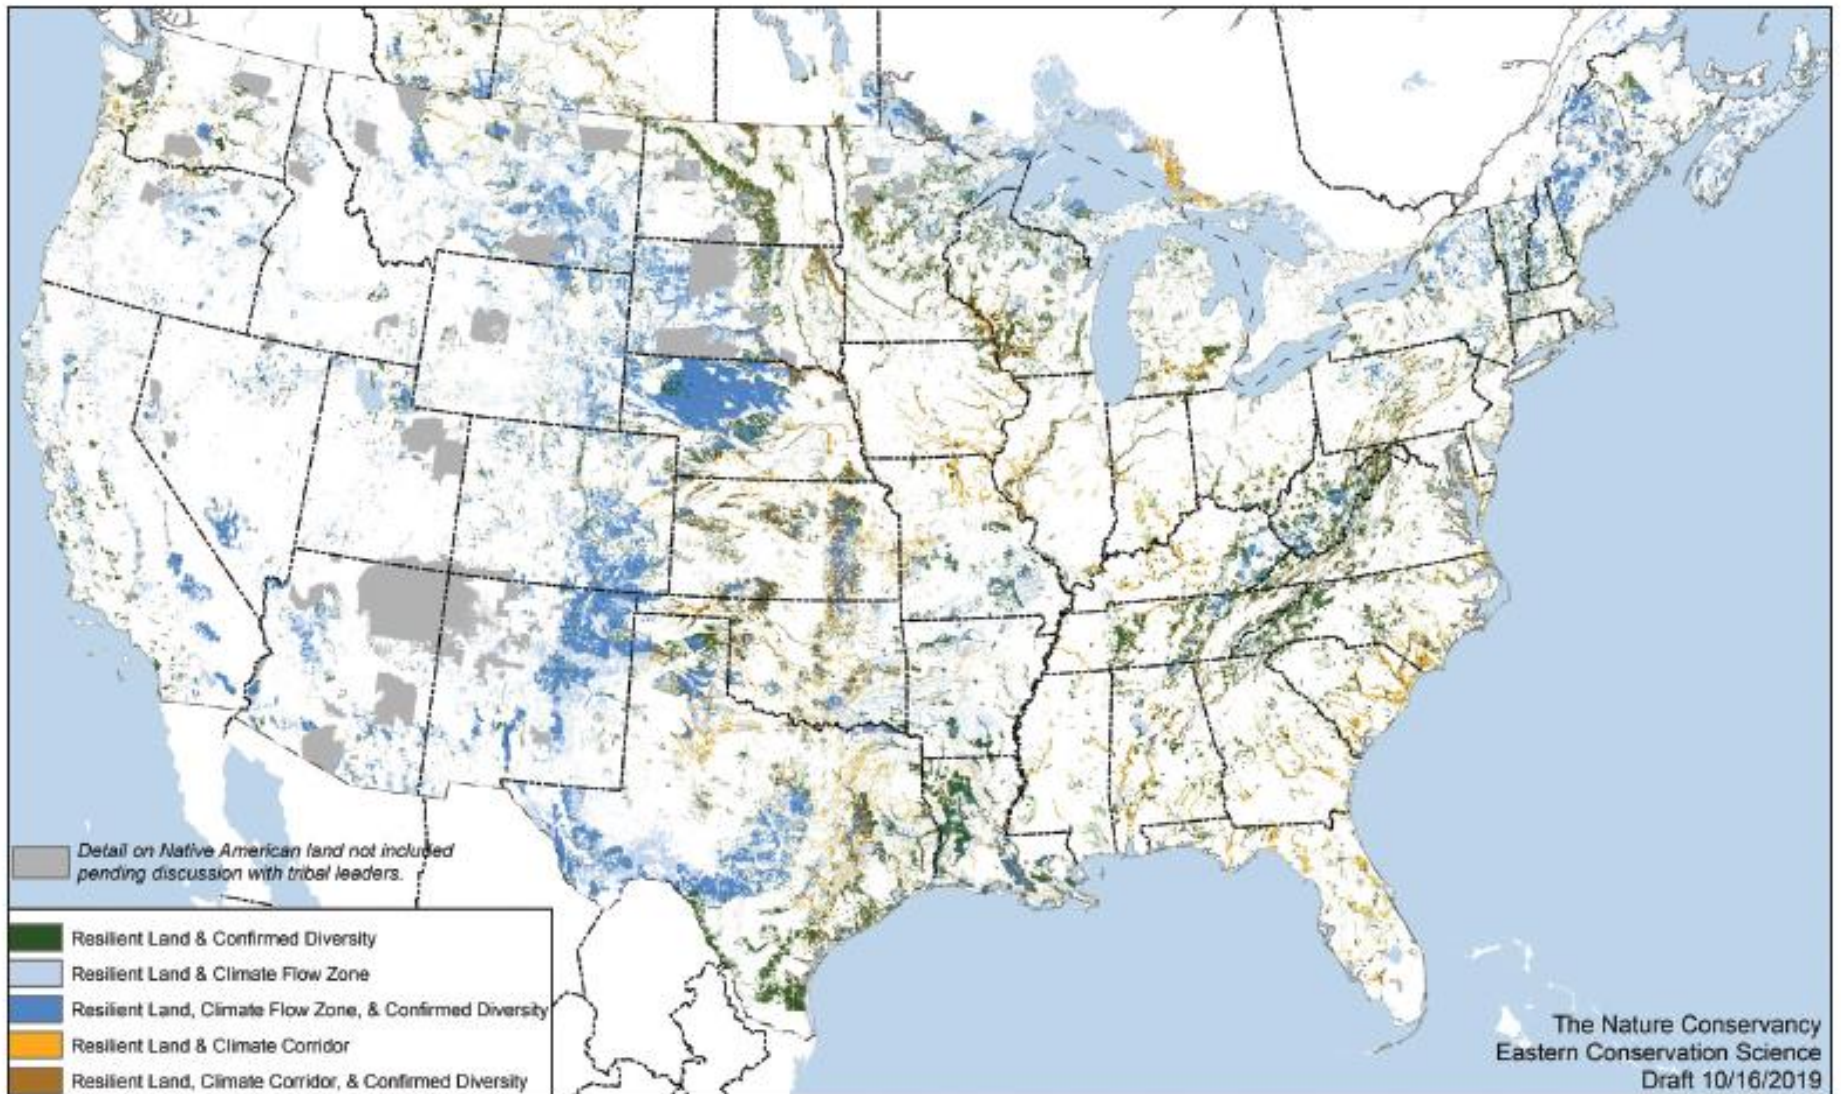 Detail on Native American land not included
pending discussion with tribal leaders.
Resilient Land & Confirmed Diversity
Resilient Land & Climate Flow Zone
Resilient Land, Climate Flow Zone, & Confirmed Diversity
Resilient Land & Climate Corridor
Resilient Land, Climate Corridor, & Confirmed Diversity
The Nature Conservancy
Eastern Conservation Science
Draft 10/16/2019